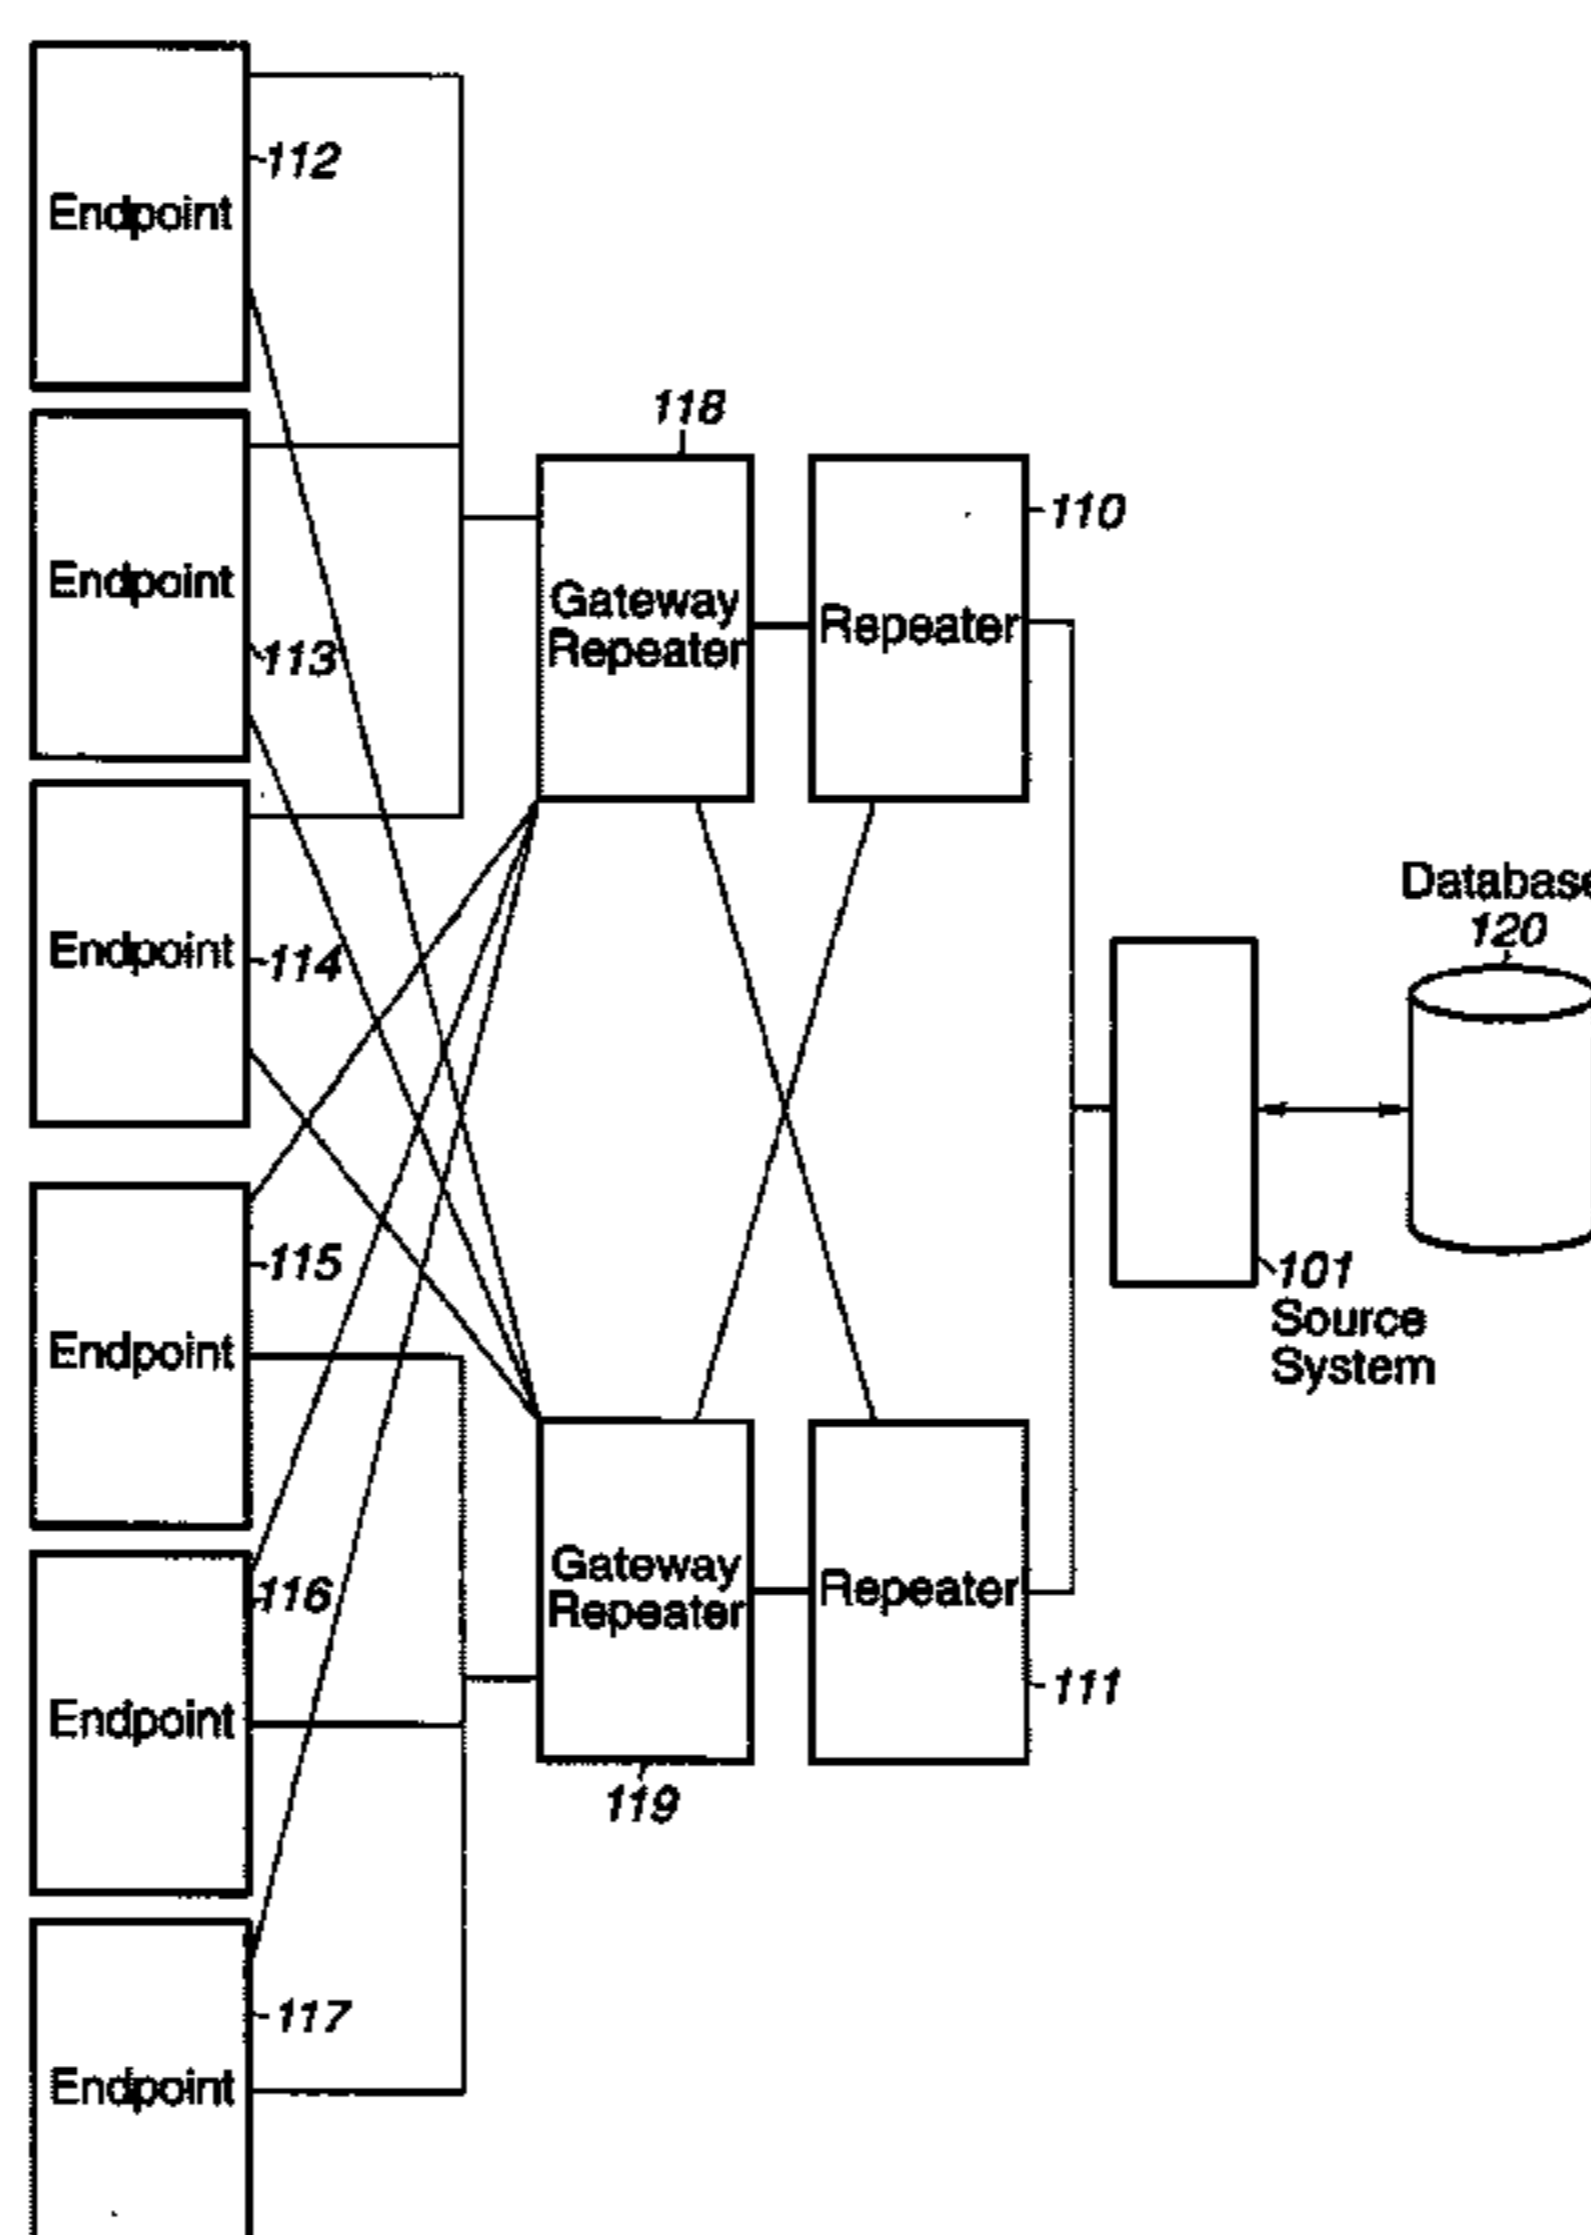 112
Endpoint
118
110
Endpoint
Gateway
Repeater
Repeater
113
Database
120
Endpoint
114
115
101
Source
System
Endpoint
116
Gateway
Repeater
Repeater
111
Endpoint
119
117
Endpoint